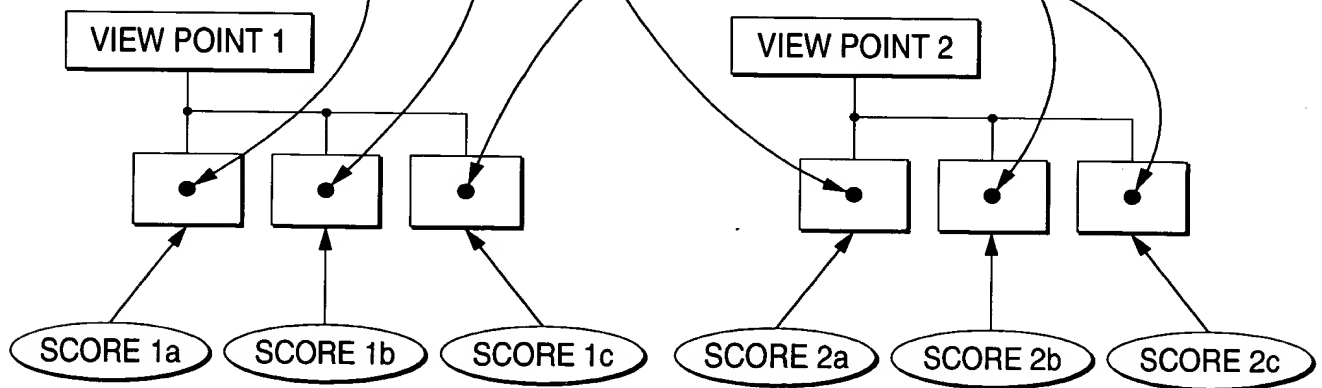 VIEW POINT 1
VIEW POINT 2
SCORE 1a
SCORE 1b
SCORE 1c
SCORE 2a
SCORE 2b
SCORE 2c